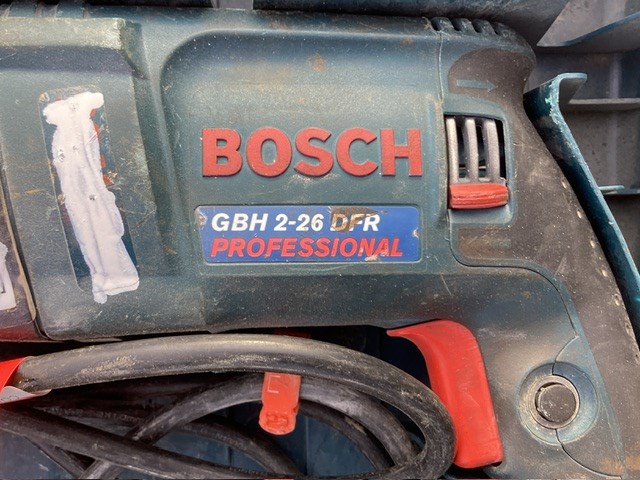 BOSCH
GBH 2-26 DFR
PROFESSIONAL